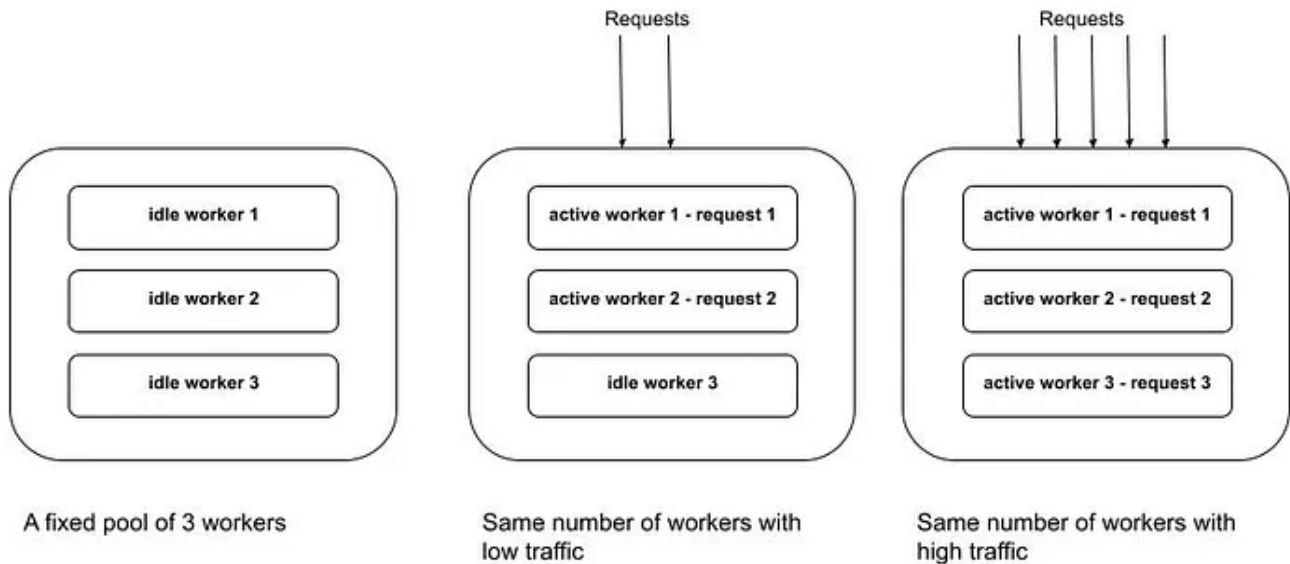 Requests
Requests
idle worker 1
idle worker 2
idle worker 3
active worker 1 - request 1
active worker 2 - request 2
idle worker 3
active worker 1 - request 1
active worker 2 - request 2
active worker 3 - request 3
A fixed pool of 3 workers
Same number of workers with
low traffic
Same number of workers with
high traffic